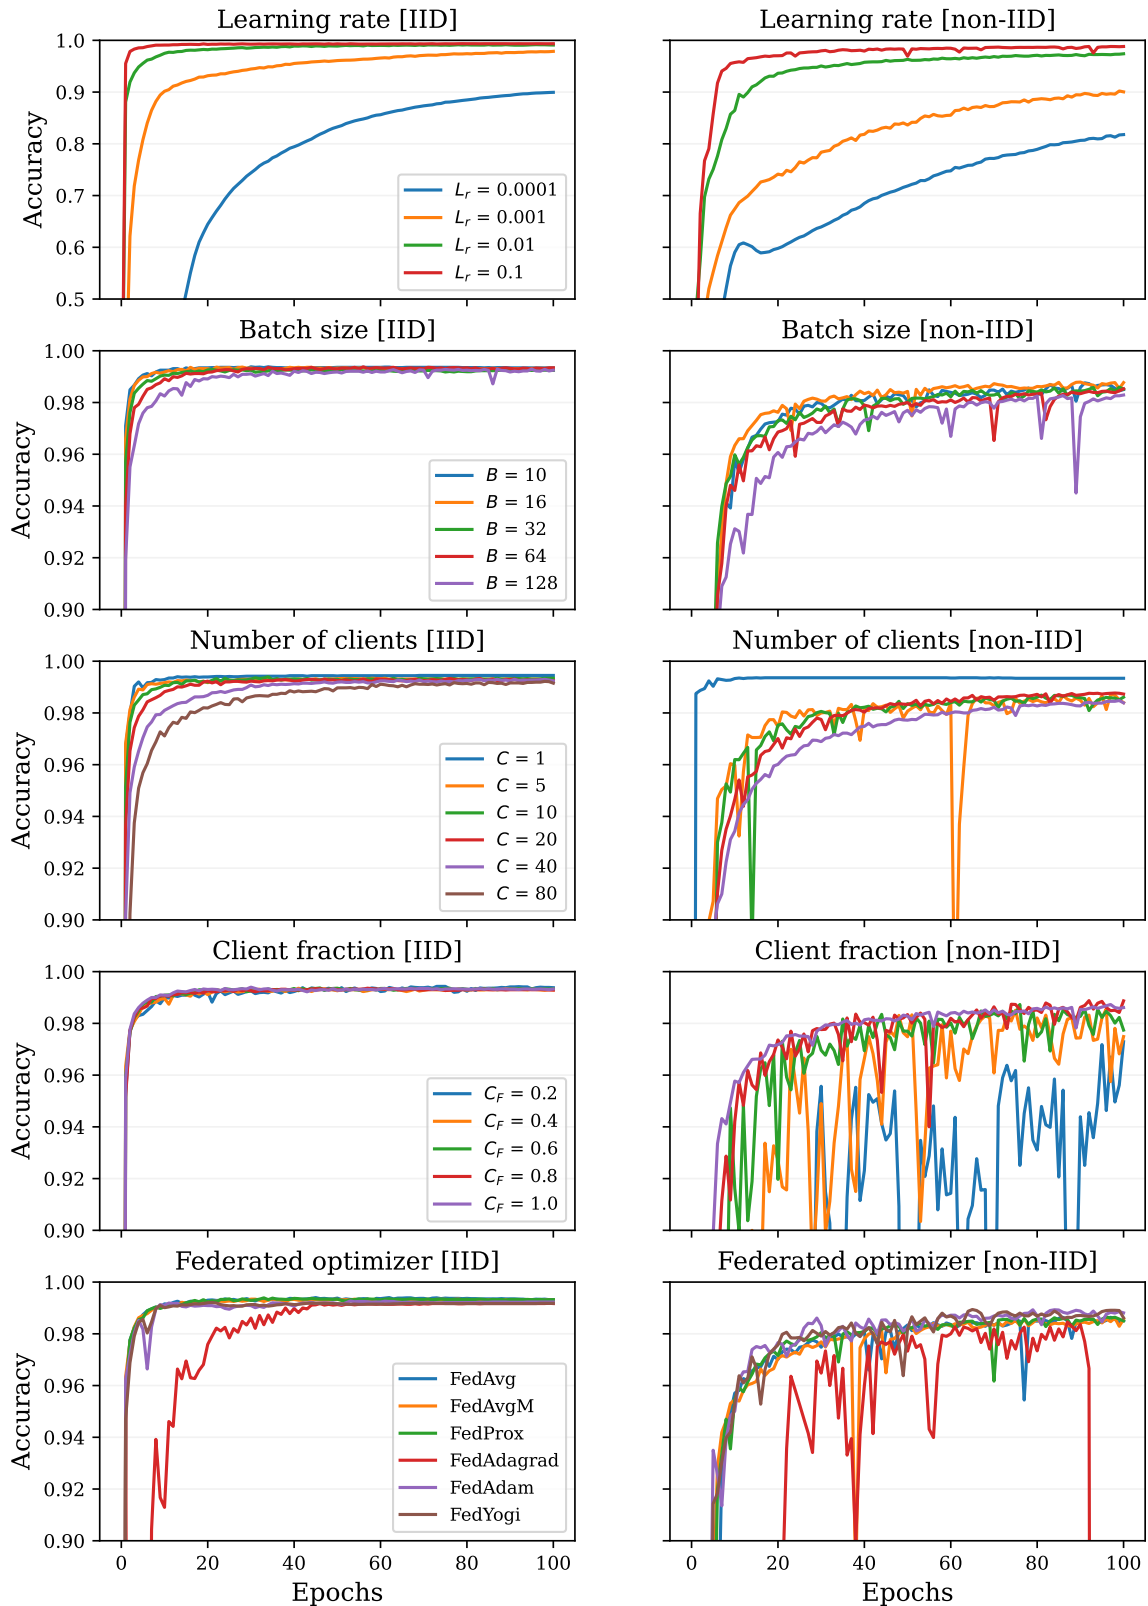 Learning rate [IID]
Learning rate [non-IID]
1.0
0.9
0.8
0.7
0.6
0.5
Accuracy
L_r = 0.0001
L_r = 0.001
L_r = 0.01
L_r = 0.1
Batch size [IID]
Batch size [non-IID]
1.00
0.98
0.96
0.94
0.92
0.90
Accuracy
B = 10
B = 16
B = 32
B = 64
B = 128
Number of clients [IID]
Number of clients [non-IID]
1.00
0.98
0.96
0.94
0.92
0.90
Accuracy
C = 1
C = 5
C = 10
C = 20
C = 40
C = 80
Client fraction [IID]
Client fraction [non-IID]
1.00
0.98
0.96
0.94
0.92
0.90
Accuracy
C_F = 0.2
C_F = 0.4
C_F = 0.6
C_F = 0.8
C_F = 1.0
Federated optimizer [IID]
Federated optimizer [non-IID]
1.00
0.98
0.96
0.94
0.92
0.90
Accuracy
FedAvg
FedAvgM
FedProx
FedAdagrad
FedAdam
FedYogi
0 20 40 60 80 100
0 20 40 60 80 100
Epochs
Epochs